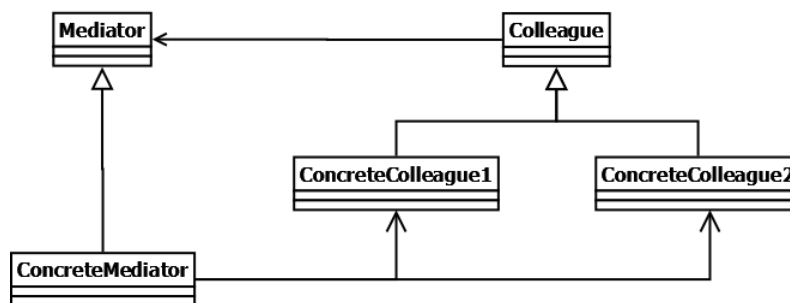 Mediator
Colleague
ConcreteColleague1
ConcreteColleague2
ConcreteMediator